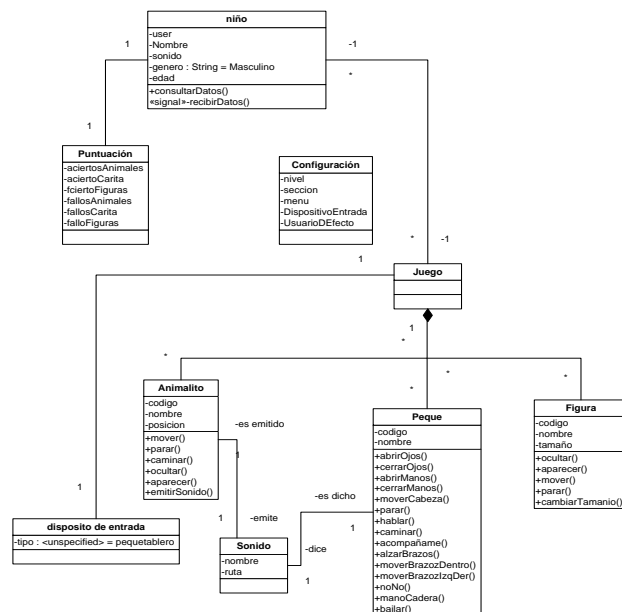 niño
-user
-Nombre
-sonido
-genero : String = Masculino
-edad
+consultarDatos()
«signal»-recibirDatos()
1
-1
*
1
Puntuación
-aciertosAnimales
-aciertoCarita
-fciertoFiguras
-fallosAnimales
-fallosCarita
-falloFiguras
Configuración
-nivel
-seccion
-menu
-DispositivoEntrada
-UsuarioDEfecto
*
-1
1
Juego
1
*
*
*
*
*
Animalito
-codigo
-nombre
-posicion
+mover()
+parar()
+caminar()
+ocultar()
+aparecer()
+emitirSonido()
-es emitido
1
Peque
-codigo
-nombre
+abrirOjos()
+cerrarOjos()
+abrirManos()
+cerrarManos()
+moverCabeza()
+parar()
+hablar()
+caminar()
+acompañame()
+alzarBrazos()
+moverBrazozDentro()
+moverBrazozIzqDer()
+noNo()
+manoCadera()
+bailar()
Figura
-codigo
-nombre
-tamaño
+ocultar()
+aparecer()
+mover()
+parar()
+cambiarTamanio()
1
-es dicho
1
1
-emite
disposito de entrada
-tipo : <unspecified> = pequetablero
Sonido
-nombre
-ruta
-dice
1